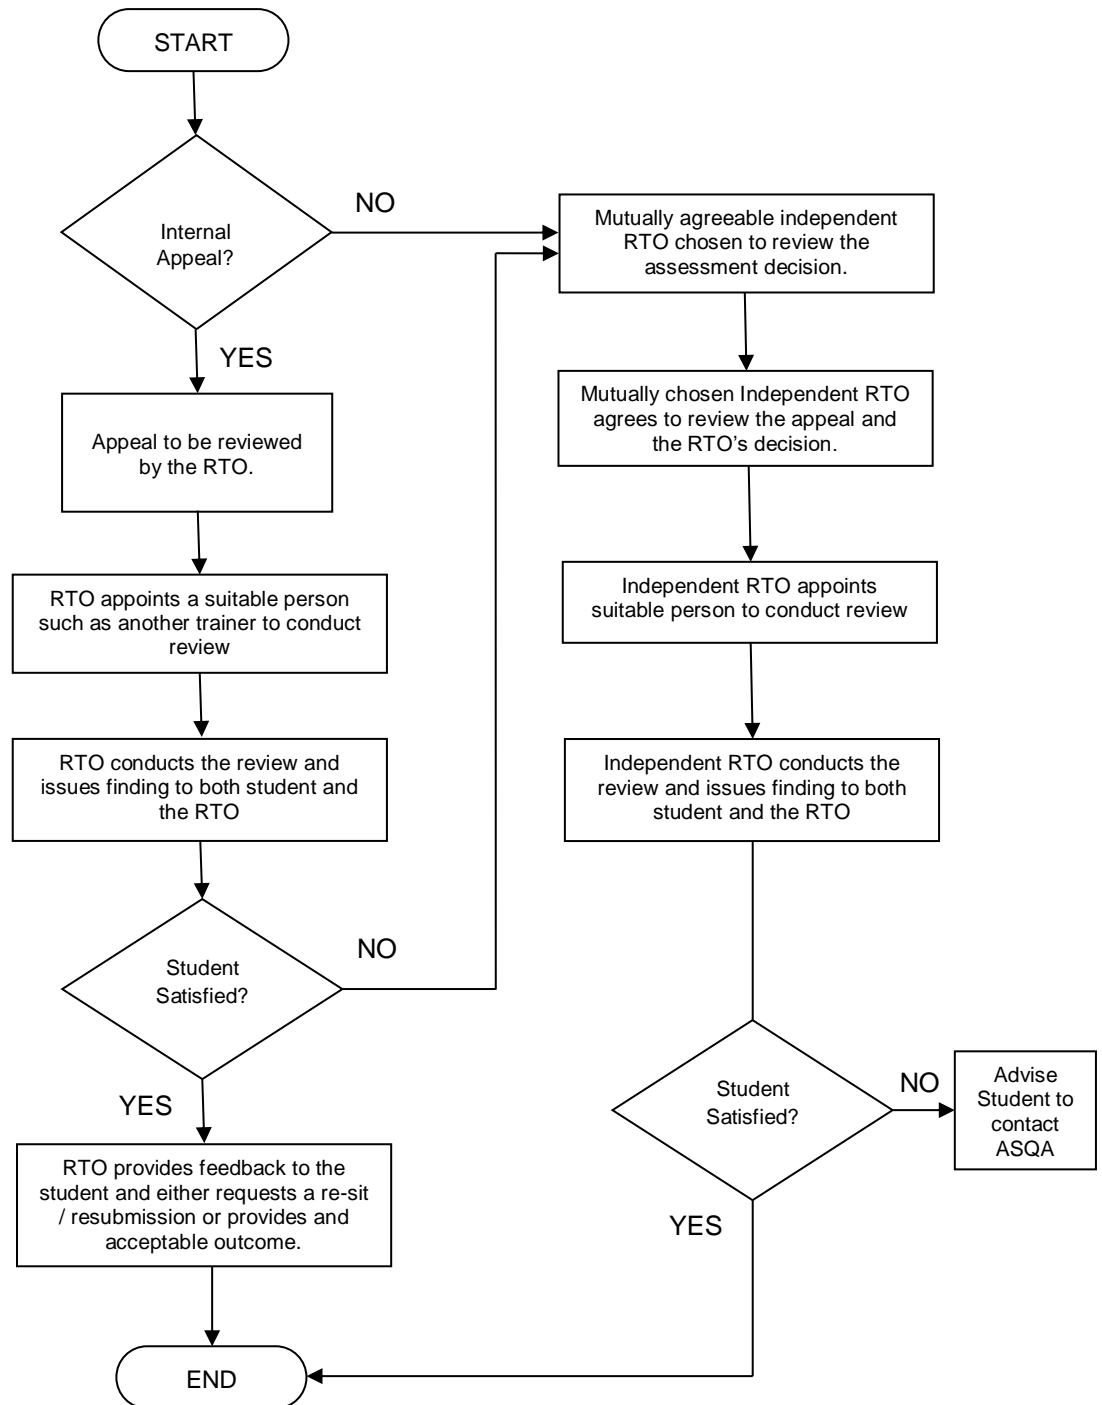 START
Internal
Appeal?
NO
YES
Mutually agreeable independent
RTO chosen to review the
assessment decision.
Appeal to be reviewed
by the RTO.
Mutually chosen Independent RTO
agrees to review the appeal and
the RTO’s decision.
RTO appoints a suitable person
such as another trainer to conduct
review
Independent RTO appoints
suitable person to conduct review
RTO conducts the review and
issues finding to both student and
the RTO
Independent RTO conducts the
review and issues finding to both
student and the RTO
Student
Satisfied?
NO
YES
Student
Satisfied?
NO
Advise
Student to
contact
ASQA
YES
RTO provides feedback to the
student and either requests a re-sit
/ resubmission or provides and
acceptable outcome.
END